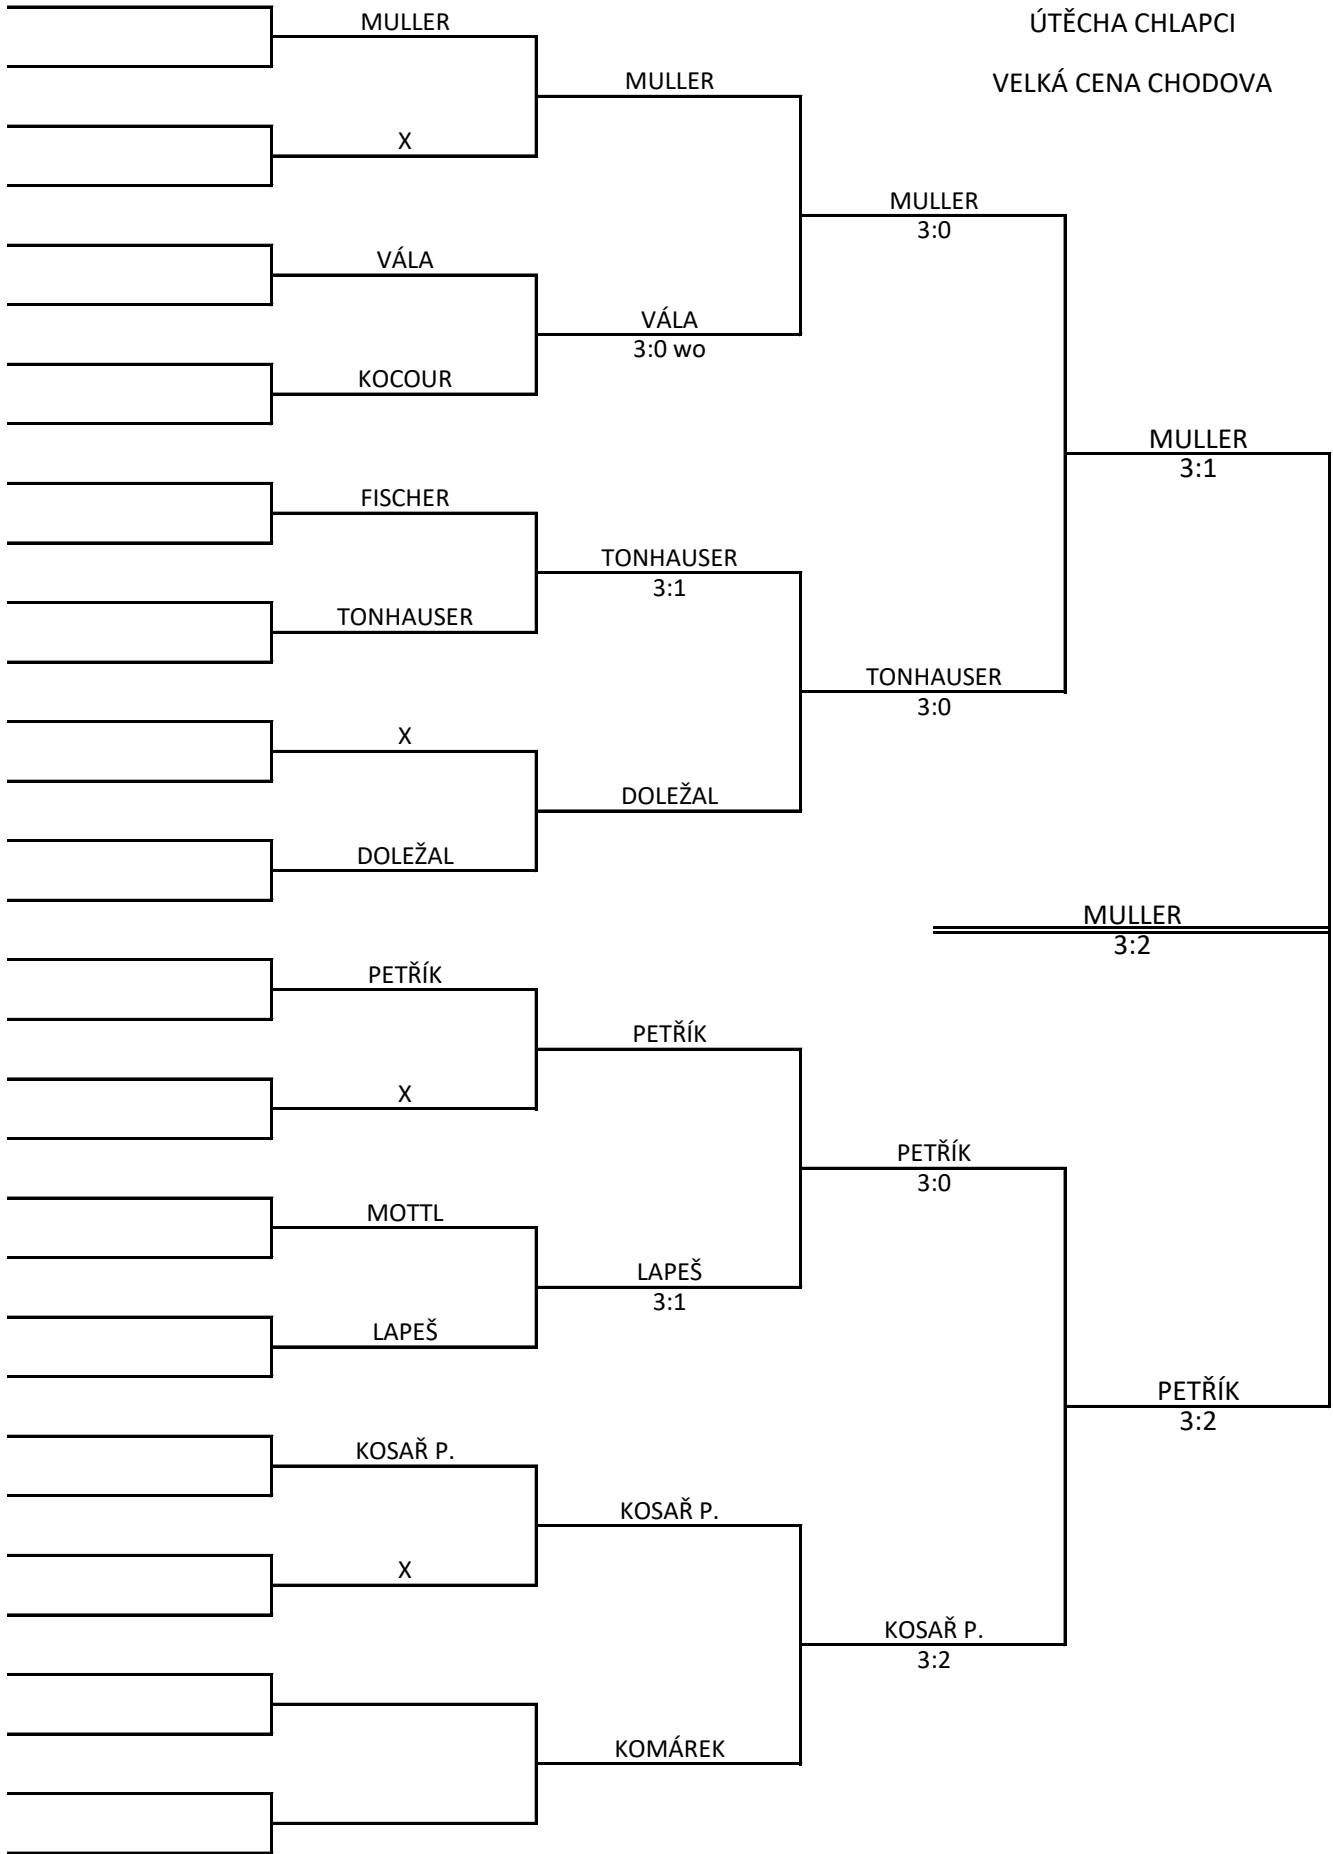 MULLER
ÚTĚCHA CHLAPCI
MULLER
VELKÁ CENA CHODOVA
X
MULLER
3:0
VÁLA
VÁLA
3:0 wo
KOCOUR
MULLER
3:1
FISCHER
TONHAUSER
3:1
TONHAUSER
TONHAUSER
3:0
X
DOLEŽAL
DOLEŽAL
MULLER
3:2
PETŘÍK
PETŘÍK
X
PETŘÍK
3:0
MOTTL
LAPEŠ
3:1
LAPEŠ
PETŘÍK
3:2
KOSAŘ P.
KOSAŘ P.
X
KOSAŘ P.
3:2
KOMÁREK